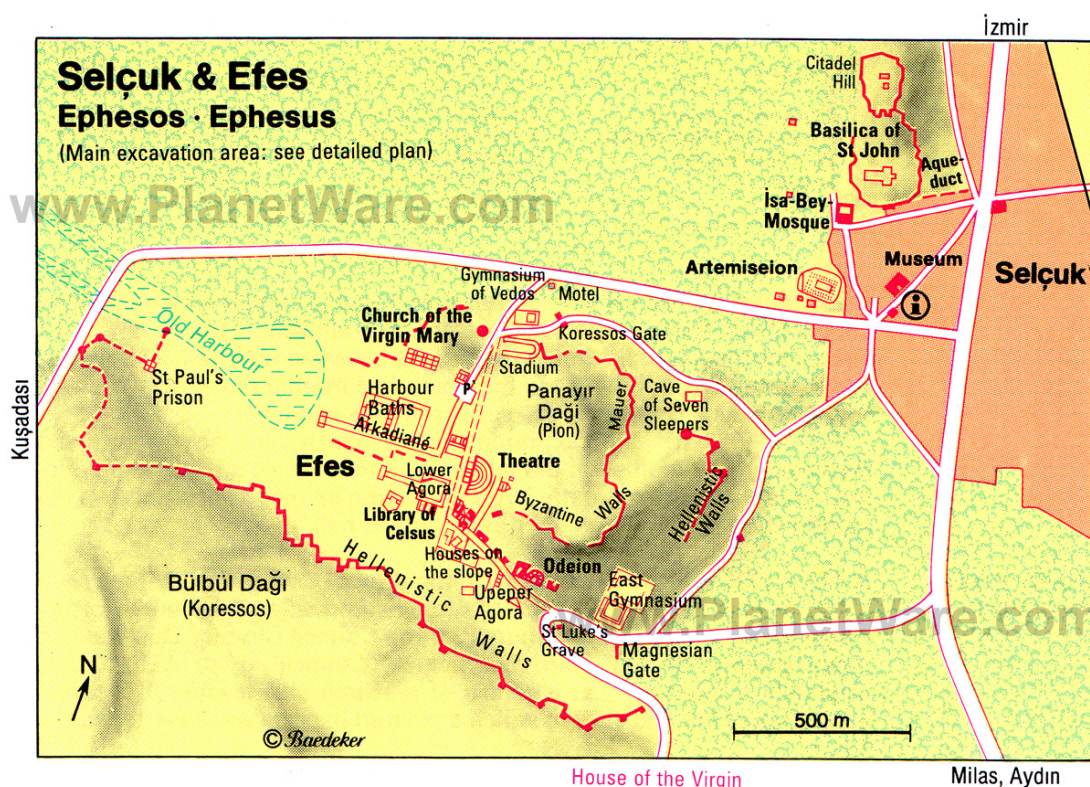 İzmir
Selçuk & Efes
Ephesos · Ephesus
(Main excavation area: see detailed plan)
www.PlanetWare.com
Citadel
Hill
Basilica of
St John
Aque-
duct
İsa-Bey-
Mosque
Artemiseion
Museum
Selçuk
i
Gymnasium
of Vedos
Motel
Church of the
Virgin Mary
Koressos Gate
Old Harbour
Stadium
St Paul's
Prison
P
Harbour
Baths
Arkadiané
Panayır
Daği
(Pion)
Mauer
Cave
of Seven
Sleepers
Kuşadası
Efes
Theatre
Lower
Agora
Byzantine
Walls
Hellenistic
Walls
Library of
Celsus
Houses on
the slope
Odeion
Hellenistic
Walls
Bülbül Dağı
(Koressos)
Upeper
Agora
East
Gymnasium
www.PlanetWare.com
St Luke's
Grave
Magnesian
Gate
N
500 m
© Baedeker
House of the Virgin
Milas, Aydın